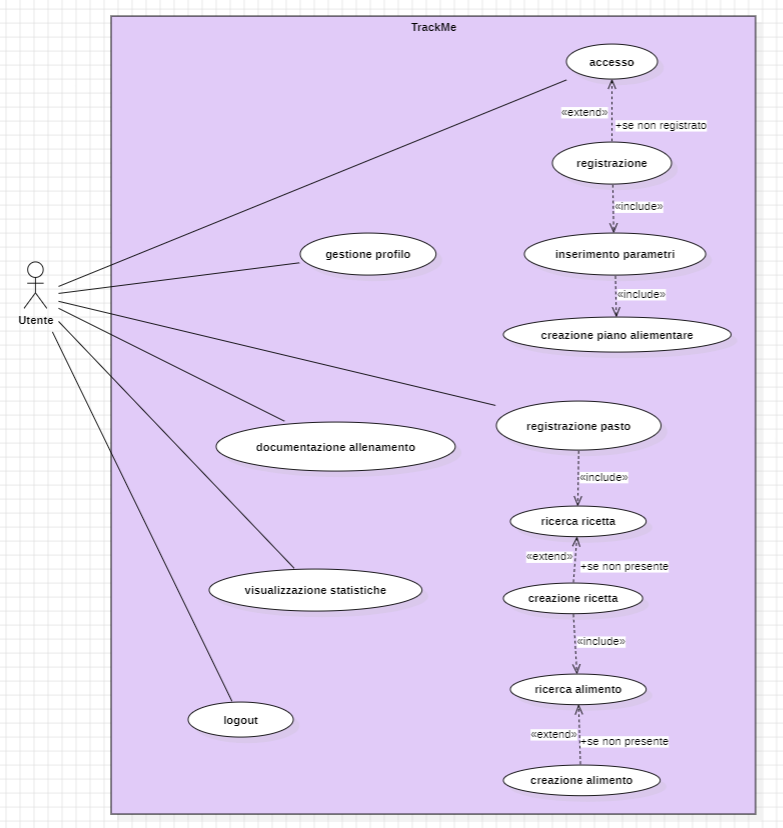 TrackMe
accesso
«extend»
+se non registrato
registrazione
«include»
gestione profilo
inserimento parametri
«include»
Utente
creazione piano aliementare
registrazione pasto
documentazione allenamento
«include»
ricerca ricetta
«extend»
+se non presente
visualizzazione statistiche
creazione ricetta
«include»
ricerca alimento
logout
«extend»
+se non presente
creazione alimento